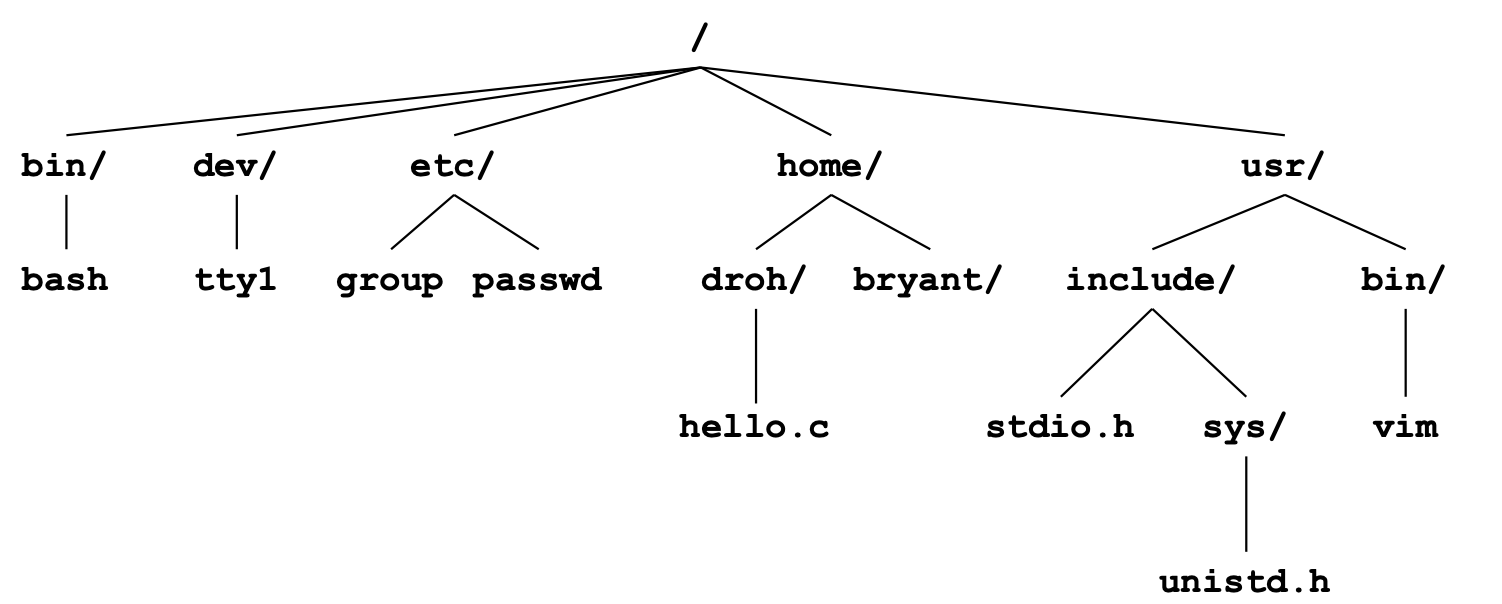 /
bin/ dev/ etc/ home/ usr/
bash tty1 group passwd droh/ bryant/ include/ bin/
hello.c stdio.h sys/ vim
unistd.h